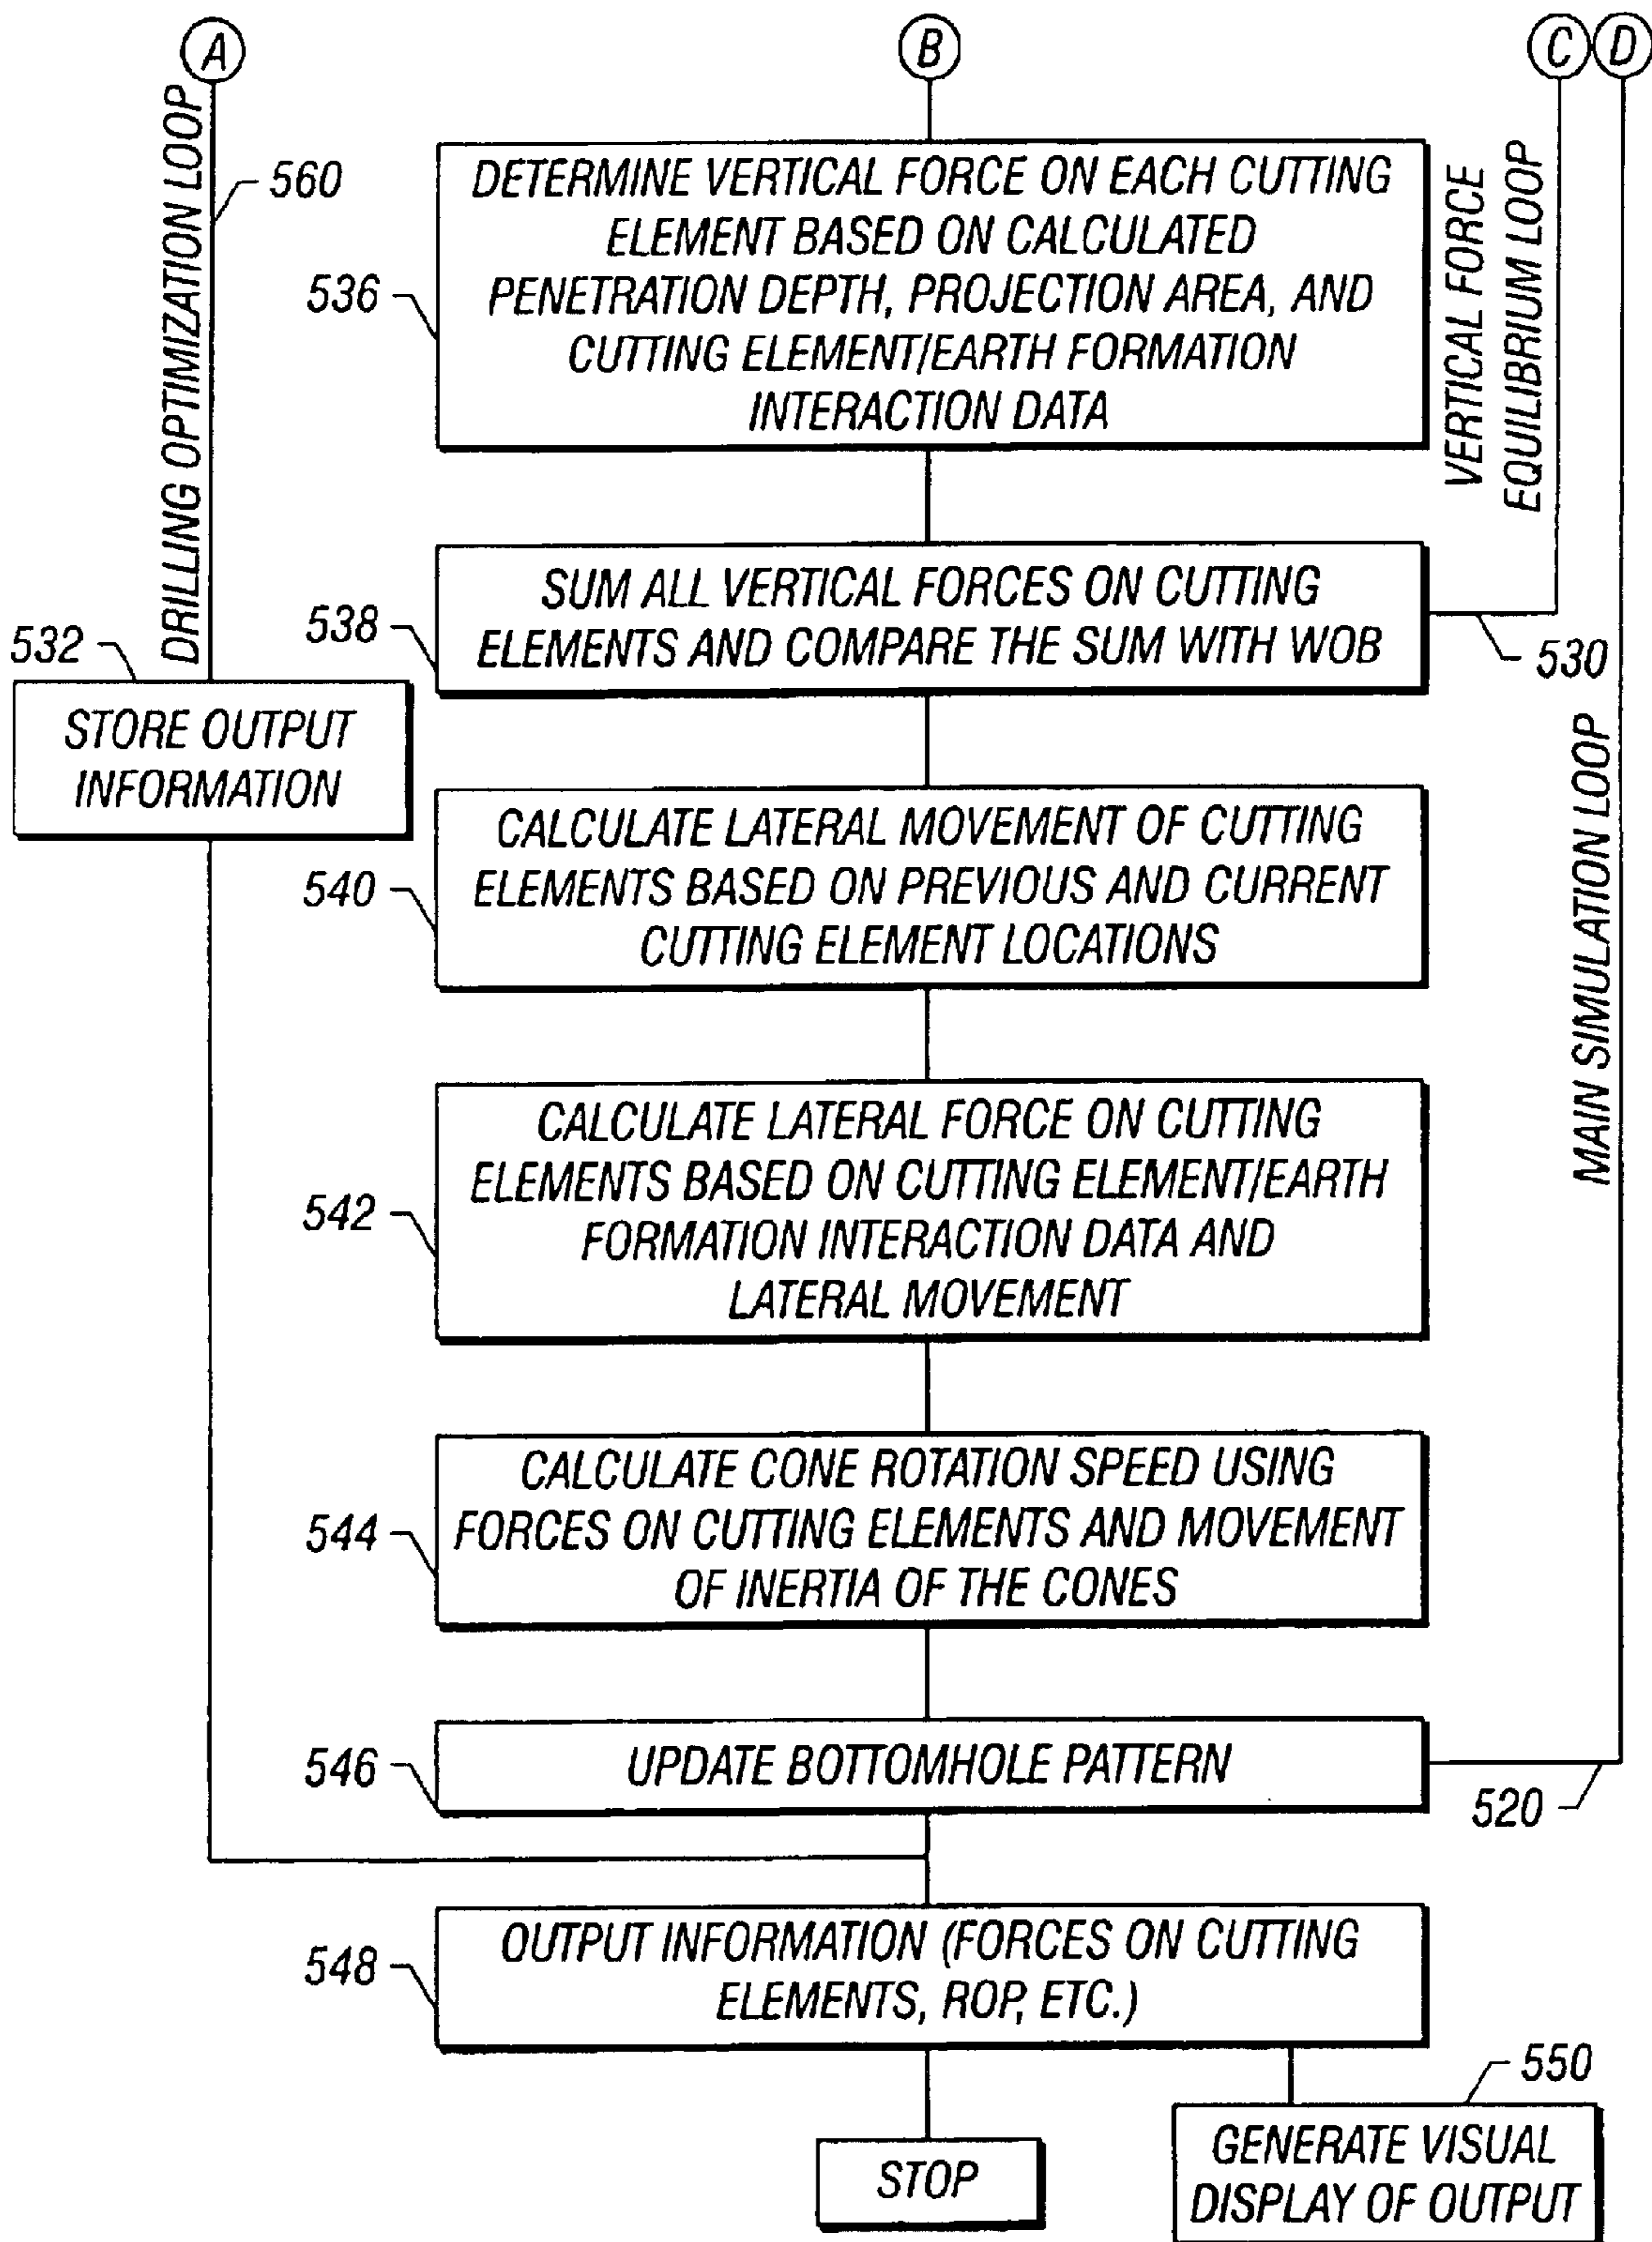 A
B
C
D
DRILLING OPTIMIZATION LOOP
560
536
DETERMINE VERTICAL FORCE ON EACH CUTTING
ELEMENT BASED ON CALCULATED
PENETRATION DEPTH, PROJECTION AREA, AND
CUTTING ELEMENT/EARTH FORMATION
INTERACTION DATA
VERTICAL FORCE
EQUILIBRIUM LOOP
538
SUM ALL VERTICAL FORCES ON CUTTING
ELEMENTS AND COMPARE THE SUM WITH WOB
530
532
STORE OUTPUT
INFORMATION
MAIN SIMULATION LOOP
540
CALCULATE LATERAL MOVEMENT OF CUTTING
ELEMENTS BASED ON PREVIOUS AND CURRENT
CUTTING ELEMENT LOCATIONS
542
CALCULATE LATERAL FORCE ON CUTTING
ELEMENTS BASED ON CUTTING ELEMENT/EARTH
FORMATION INTERACTION DATA AND
LATERAL MOVEMENT
544
CALCULATE CONE ROTATION SPEED USING
FORCES ON CUTTING ELEMENTS AND MOVEMENT
OF INERTIA OF THE CONES
546
UPDATE BOTTOMHOLE PATTERN
520
548
OUTPUT INFORMATION (FORCES ON CUTTING
ELEMENTS, ROP, ETC.)
550
STOP
GENERATE VISUAL
DISPLAY OF OUTPUT